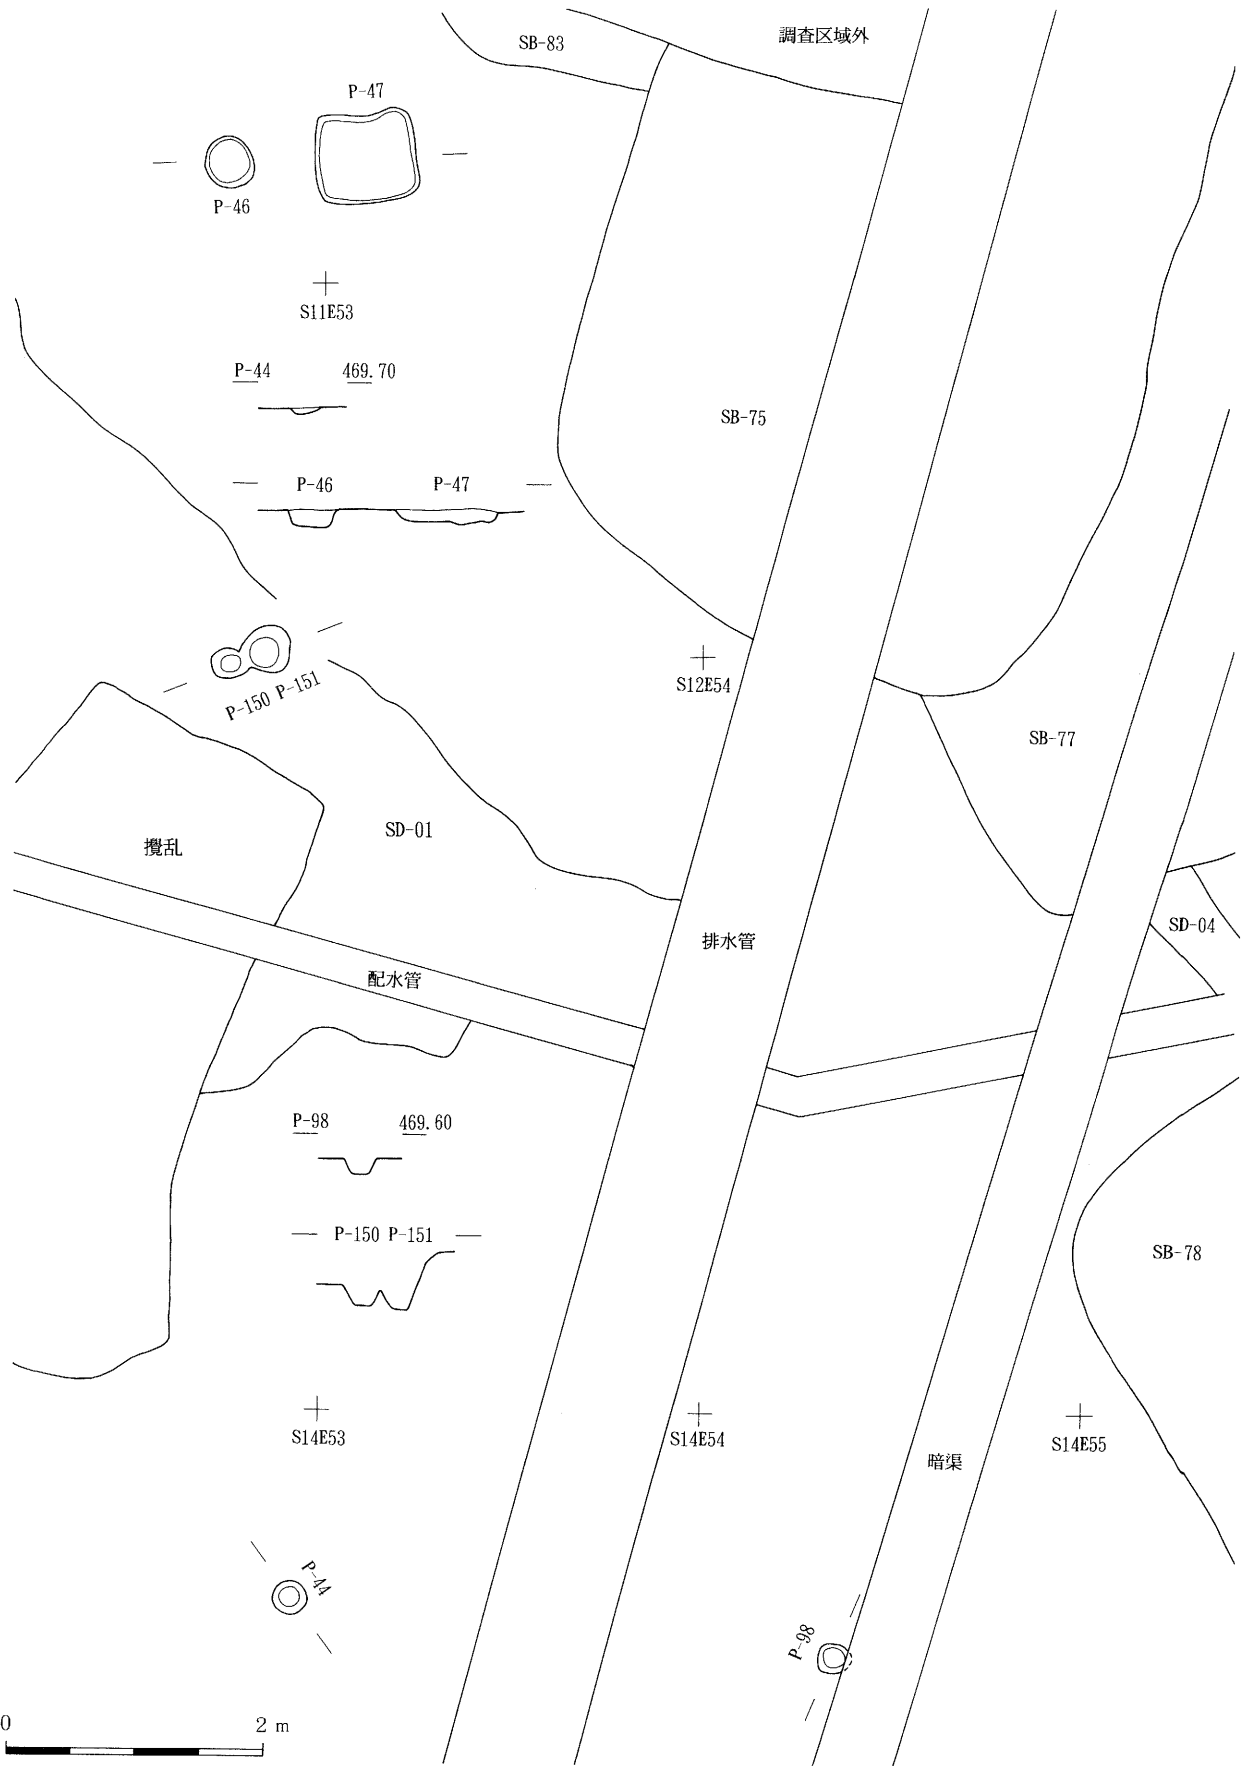 SB-83
調査区域外
P-47
P-46
S11E53
P-44 469.70
SB-75
P-46 P-47
P-150 P-151
S12E54
SB-77
SD-01
攪乱
SD-04
排水管
配水管
P-98 469.60
P-150 P-151
SB-78
S14E53
S14E54
S14E55
暗渠
P-44
P-98
0 2 m